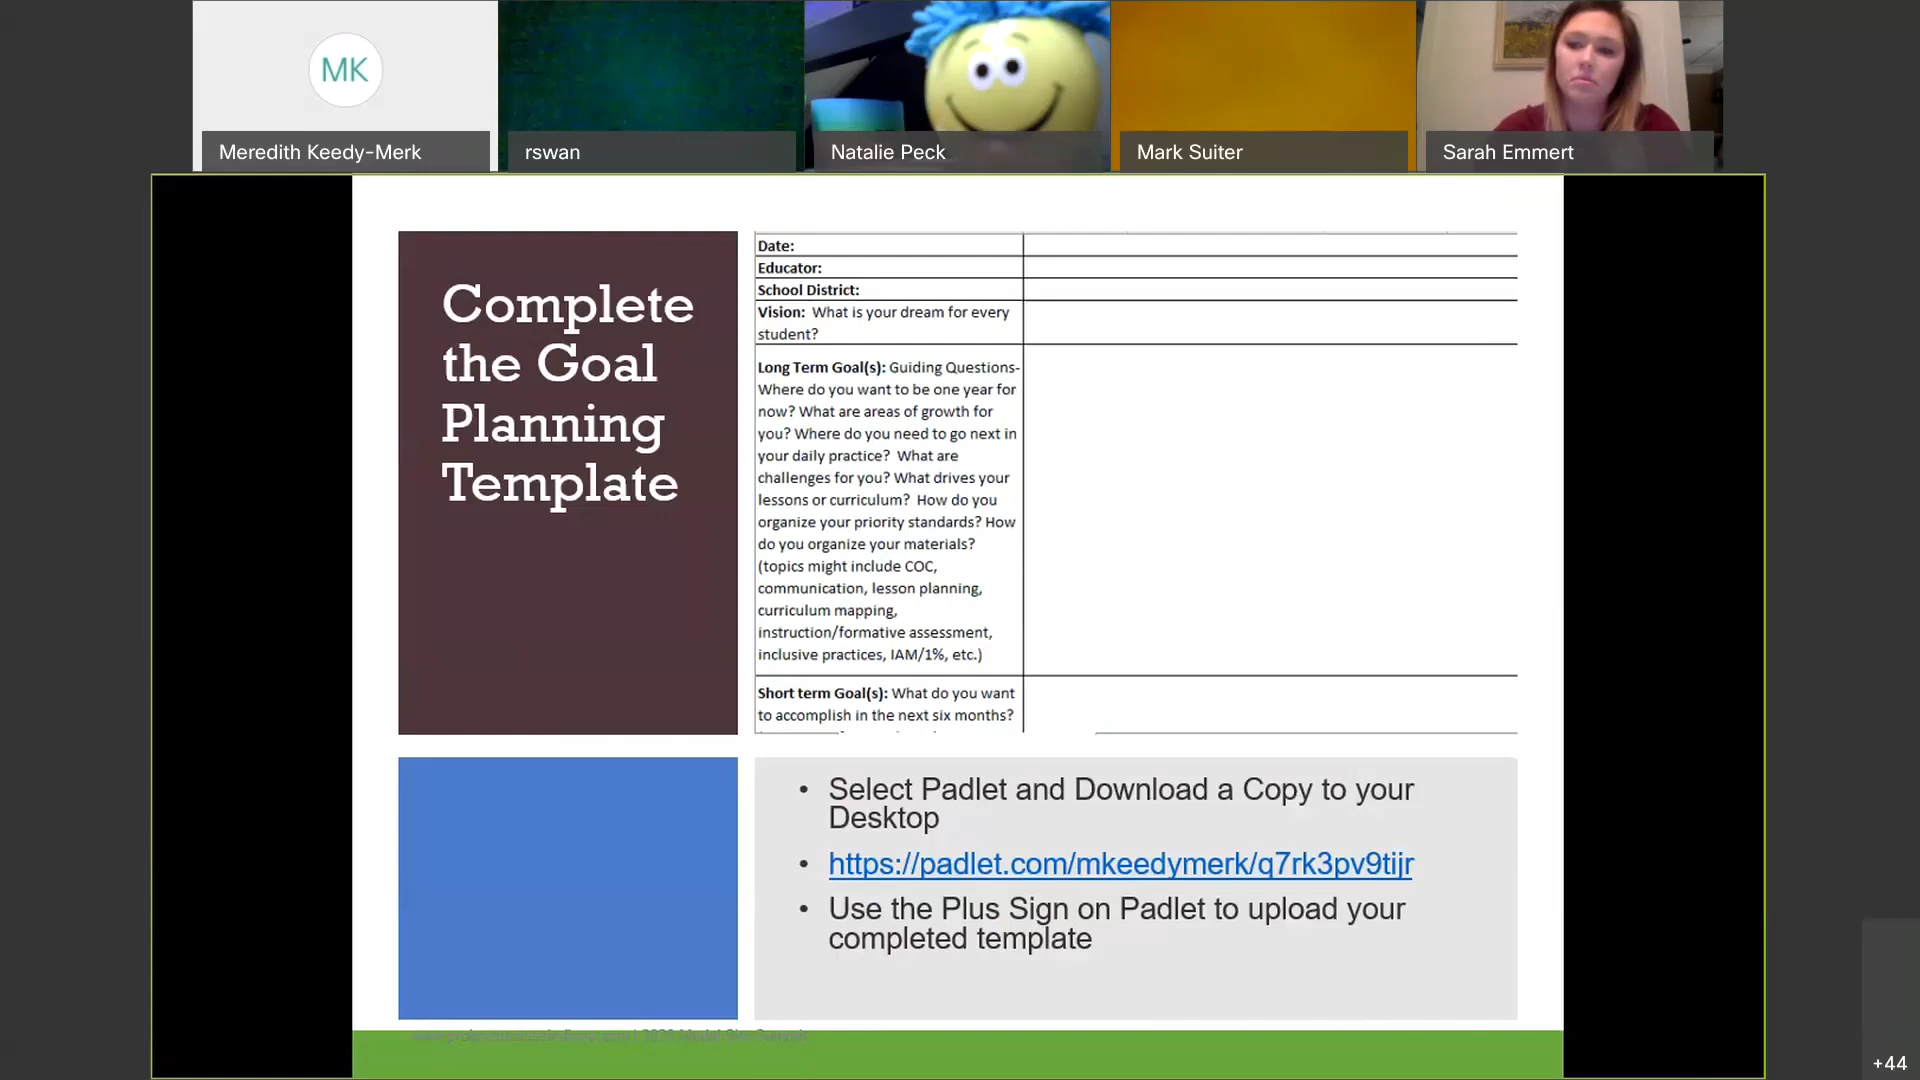 MK
Meredith Keedy-Merk
rswan
Natalie Peck
Mark Suiter
Sarah Emmert
Complete
the Goal
Planning
Template
Date:
Educator:
School District:
Vision: What is your dream for every
student?
Long Term Goal(s): Guiding Questions-
Where do you want to be one year for
now? What are areas of growth for
you? Where do you need to go next in
your daily practice? What are
challenges for you? What drives your
lessons or curriculum? How do you
organize your priority standards? How
do you organize your materials?
(topics might include COC,
communication, lesson planning,
curriculum mapping,
instruction/formative assessment,
inclusive practices, IAM/1%, etc.)
Short term Goal(s): What do you want
to accomplish in the next six months?
• Select Padlet and Download a Copy to your
Desktop
• https://padlet.com/mkeedymerk/q7rk3pv9tijr
• Use the Plus Sign on Padlet to upload your
completed template
+44